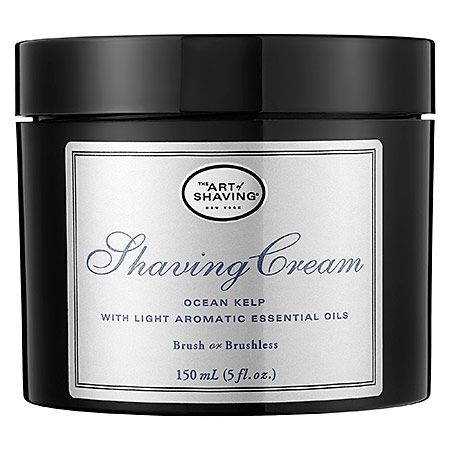 THE
ART of
SHAVING®
NEW YORK
Shaving Cream
OCEAN KELP
WITH LIGHT AROMATIC ESSENTIAL OILS
Brush or Brushless
150 mL (5 fl. oz.)